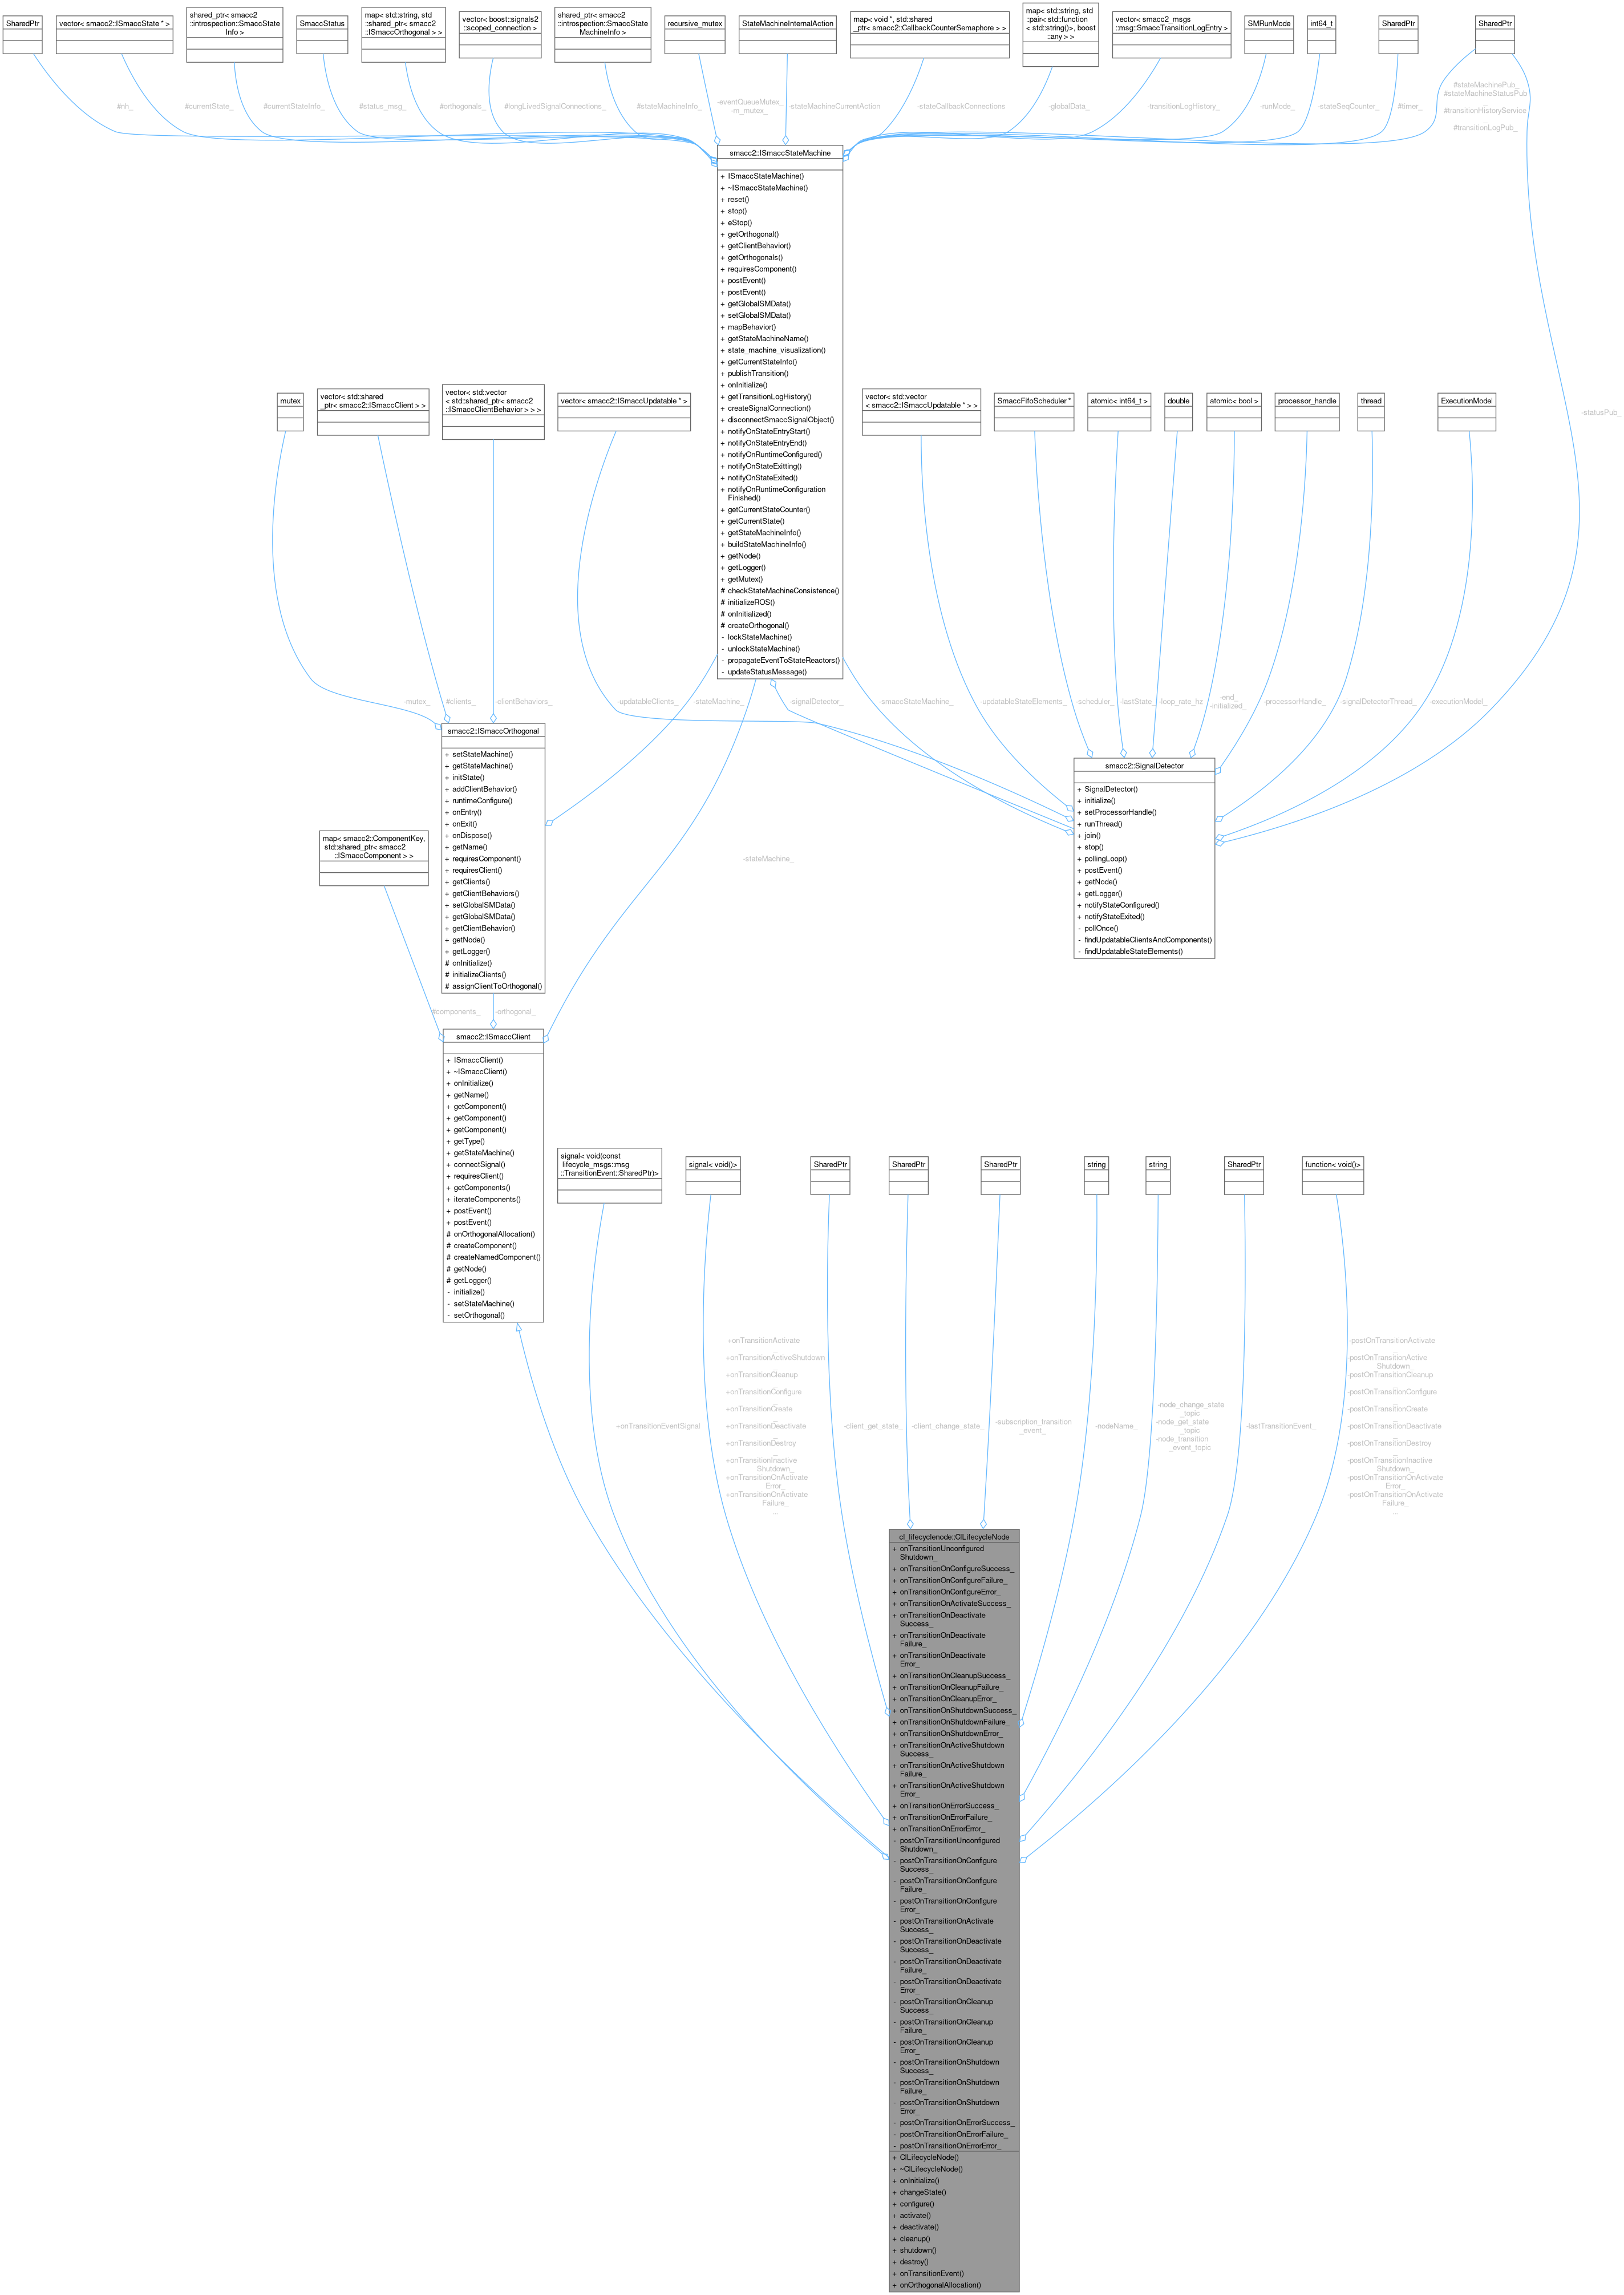 SharedPtr
vector< smacc2::ISmaccState * >
shared_ptr< smacc2
::introspection::SmaccState
Info >
SmaccStatus
map< std::string, std
::shared_ptr< smacc2
::ISmaccOrthogonal > >
vector< boost::signals2
::scoped_connection >
shared_ptr< smacc2
::introspection::SmaccState
MachineInfo >
recursive_mutex
StateMachineInternalAction
map< void *, std::shared
_ptr< smacc2::CallbackCounterSemaphore > >
map< std::string, std
::pair< std::function
< std::string()>, boost
::any > >
vector< smacc2_msgs
::msg::SmaccTransitionLogEntry >
SMRunMode
int64_t
SharedPtr
SharedPtr
#nh_
#currentState_
#currentStateInfo_
#status_msg_
#orthogonals_
#longLivedSignalConnections_
#stateMachineInfo_
-eventQueueMutex_
-m_mutex_
-stateMachineCurrentAction
-stateCallbackConnections
-globalData_
-transitionLogHistory_
-runMode_
-stateSeqCounter_
#timer_
#stateMachinePub_
#stateMachineStatusPub
_
#transitionHistoryService
_
#transitionLogPub_
smacc2::ISmaccStateMachine
+ ISmaccStateMachine()
+ ~ISmaccStateMachine()
+ reset()
+ stop()
+ eStop()
+ getOrthogonal()
+ getClientBehavior()
+ getOrthogonals()
+ requiresComponent()
+ postEvent()
+ postEvent()
+ getGlobalSMData()
+ setGlobalSMData()
+ mapBehavior()
+ getStateMachineName()
+ state_machine_visualization()
+ getCurrentStateInfo()
+ publishTransition()
+ onInitialize()
+ getTransitionLogHistory()
+ createSignalConnection()
+ disconnectSmaccSignalObject()
+ notifyOnStateEntryStart()
+ notifyOnStateEntryEnd()
+ notifyOnRuntimeConfigured()
+ notifyOnStateExitting()
+ notifyOnStateExited()
+ notifyOnRuntimeConfiguration
Finished()
+ getCurrentStateCounter()
+ getCurrentState()
+ getStateMachineInfo()
+ buildStateMachineInfo()
+ getNode()
+ getLogger()
+ getMutex()
# checkStateMachineConsistence()
# initializeROS()
# onInitialized()
# createOrthogonal()
- lockStateMachine()
- unlockStateMachine()
- propagateEventToStateReactors()
- updateStatusMessage()
mutex
vector< std::shared
_ptr< smacc2::ISmaccClient > >
vector< std::vector
< std::shared_ptr< smacc2
::ISmaccClientBehavior > > >
vector< smacc2::ISmaccUpdatable * >
vector< std::vector
< smacc2::ISmaccUpdatable * > >
SmaccFifoScheduler *
atomic< int64_t >
double
atomic< bool >
processor_handle
thread
ExecutionModel
-statusPub_
-mutex_
#clients_
-clientBehaviors_
-updatableClients_
-stateMachine_
-signalDetector_
-smaccStateMachine_
-updatableStateElements_
-scheduler_
-lastState_
-loop_rate_hz
-end_
-initialized_
-processorHandle_
-signalDetectorThread_
-executionModel_
smacc2::ISmaccOrthogonal
+ setStateMachine()
+ getStateMachine()
+ initState()
+ addClientBehavior()
+ runtimeConfigure()
+ onEntry()
+ onExit()
+ onDispose()
+ getName()
+ requiresComponent()
+ requiresClient()
+ getClients()
+ getClientBehaviors()
+ setGlobalSMData()
+ getGlobalSMData()
+ getClientBehavior()
+ getNode()
+ getLogger()
# onInitialize()
# initializeClients()
# assignClientToOrthogonal()
smacc2::SignalDetector
+ SignalDetector()
+ initialize()
+ setProcessorHandle()
+ runThread()
+ join()
+ stop()
+ pollingLoop()
+ postEvent()
+ getNode()
+ getLogger()
+ notifyStateConfigured()
+ notifyStateExited()
- pollOnce()
- findUpdatableClientsAndComponents()
- findUpdatableStateElements()
map< smacc2::ComponentKey,
std::shared_ptr< smacc2
::ISmaccComponent > >
-stateMachine_
#components_
-orthogonal_
smacc2::ISmaccClient
+ ISmaccClient()
+ ~ISmaccClient()
+ onInitialize()
+ getName()
+ getComponent()
+ getComponent()
+ getComponent()
+ getType()
+ getStateMachine()
+ connectSignal()
+ requiresClient()
+ getComponents()
+ iterateComponents()
+ postEvent()
+ postEvent()
# onOrthogonalAllocation()
# createComponent()
# createNamedComponent()
# getNode()
# getLogger()
- initialize()
- setStateMachine()
- setOrthogonal()
signal< void(const
lifecycle_msgs::msg
::TransitionEvent::SharedPtr)>
signal< void()>
SharedPtr
SharedPtr
SharedPtr
string
string
SharedPtr
function< void()>
+onTransitionEventSignal
+onTransitionActivate
_
+onTransitionActiveShutdown
_
+onTransitionCleanup
_
+onTransitionConfigure
_
+onTransitionCreate
_
+onTransitionDeactivate
_
+onTransitionDestroy
_
+onTransitionInactive
Shutdown_
+onTransitionOnActivate
Error_
+onTransitionOnActivate
Failure_
...
-client_get_state_
-client_change_state_
-subscription_transition
_event_
-nodeName_
-node_change_state
_topic
-node_get_state
_topic
-node_transition
_event_topic
-lastTransitionEvent_
-postOnTransitionActivate
_
-postOnTransitionActive
Shutdown_
-postOnTransitionCleanup
_
-postOnTransitionConfigure
_
-postOnTransitionCreate
_
-postOnTransitionDeactivate
_
-postOnTransitionDestroy
_
-postOnTransitionInactive
Shutdown_
-postOnTransitionOnActivate
Error_
-postOnTransitionOnActivate
Failure_
...
cl_lifecyclenode::ClLifecycleNode
+ onTransitionUnconfigured
Shutdown_
+ onTransitionOnConfigureSuccess_
+ onTransitionOnConfigureFailure_
+ onTransitionOnConfigureError_
+ onTransitionOnActivateSuccess_
+ onTransitionOnDeactivate
Success_
+ onTransitionOnDeactivate
Failure_
+ onTransitionOnDeactivate
Error_
+ onTransitionOnCleanupSuccess_
+ onTransitionOnCleanupFailure_
+ onTransitionOnCleanupError_
+ onTransitionOnShutdownSuccess_
+ onTransitionOnShutdownFailure_
+ onTransitionOnShutdownError_
+ onTransitionOnActiveShutdown
Success_
+ onTransitionOnActiveShutdown
Failure_
+ onTransitionOnActiveShutdown
Error_
+ onTransitionOnErrorSuccess_
+ onTransitionOnErrorFailure_
+ onTransitionOnErrorError_
- postOnTransitionUnconfigured
Shutdown_
- postOnTransitionOnConfigure
Success_
- postOnTransitionOnConfigure
Failure_
- postOnTransitionOnConfigure
Error_
- postOnTransitionOnActivate
Success_
- postOnTransitionOnDeactivate
Success_
- postOnTransitionOnDeactivate
Failure_
- postOnTransitionOnDeactivate
Error_
- postOnTransitionOnCleanup
Success_
- postOnTransitionOnCleanup
Failure_
- postOnTransitionOnCleanup
Error_
- postOnTransitionOnShutdown
Success_
- postOnTransitionOnShutdown
Failure_
- postOnTransitionOnShutdown
Error_
- postOnTransitionOnErrorSuccess_
- postOnTransitionOnErrorFailure_
- postOnTransitionOnErrorError_
+ ClLifecycleNode()
+ ~ClLifecycleNode()
+ onInitialize()
+ changeState()
+ configure()
+ activate()
+ deactivate()
+ cleanup()
+ shutdown()
+ destroy()
+ onTransitionEvent()
+ onOrthogonalAllocation()